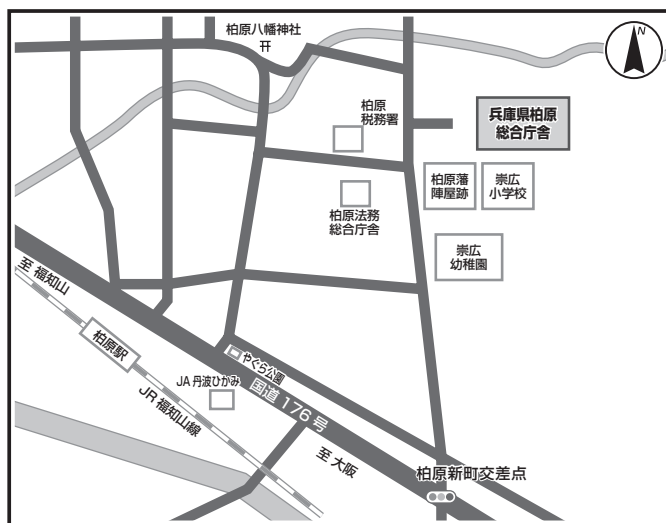 柏原八幡神社
N
柏原
税務署
兵庫県柏原
総合庁舎
柏原藩
陣屋跡
崇広
小学校
柏原法務
総合庁舎
崇広
幼稚園
至 福知山
柏原駅
やぐら公園
JA 丹波ひかみ
国道 176 号
JR 福知山線
至 大阪
柏原新町交差点